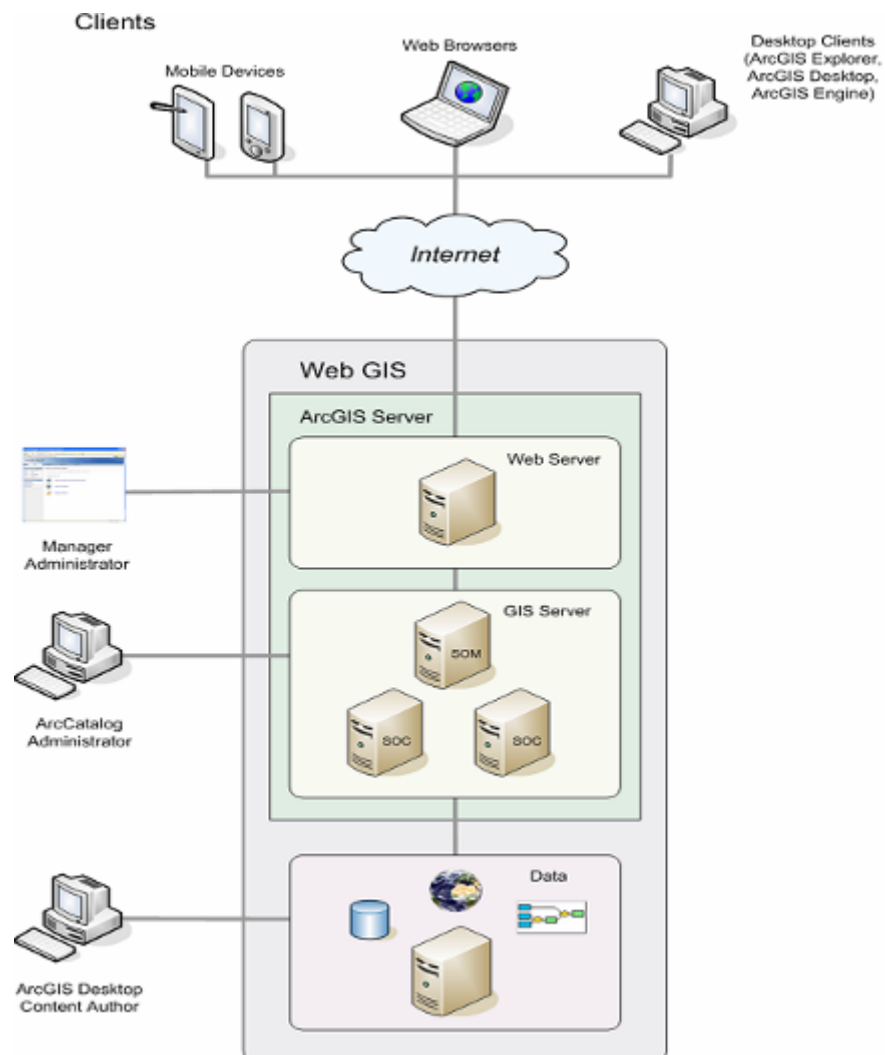 Clients
Mobile Devices
Web Browsers
Desktop Clients
(ArcGIS Explorer,
ArcGIS Desktop,
ArcGIS Engine)
Internet
Web GIS
ArcGIS Server
Web Server
Manager
Administrator
GIS Server
SOM
SOC
SOC
ArcCatalog
Administrator
Data
ArcGIS Desktop
Content Author